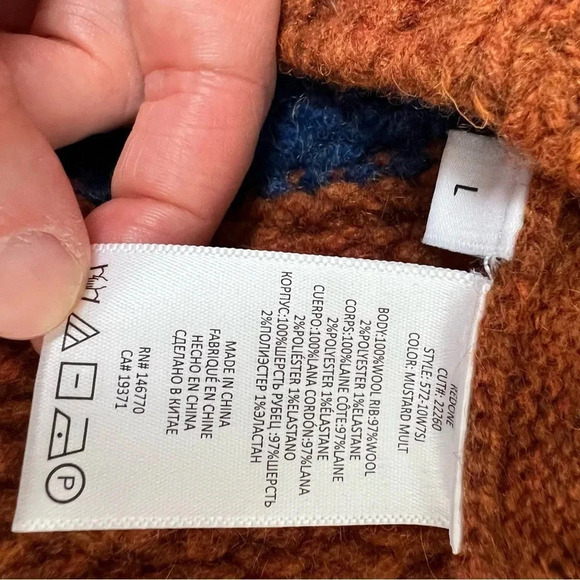 L
REDONE
CUT#: 22260
STYLE: 572-10W7SJ
COLOR: MUSTARD MULT
BODY:100%WOOL RIB:97%WOOL
2%POLYESTER 1%ELASTANE
CORPS:100%LAINE CÔTE:97%LAINE
2%POLYESTER 1%ÉLASTANE
CUERPO:100%LANA CORDÓN:97%LANA
2%POLIÉSTER 1%ELASTANO
КОРПУС:100%ШЕРСТЬ РУБЕЦ :97%ШЕРСТЬ
2%ПОЛИЭСТЕР 1%ЭЛАСТАН
MADE IN CHINA
FABRIQUÉ EN CHINE
HECHO EN CHINA
СДЕЛАНО В КИТАЕ
RN# 146770
CA# 19371
P